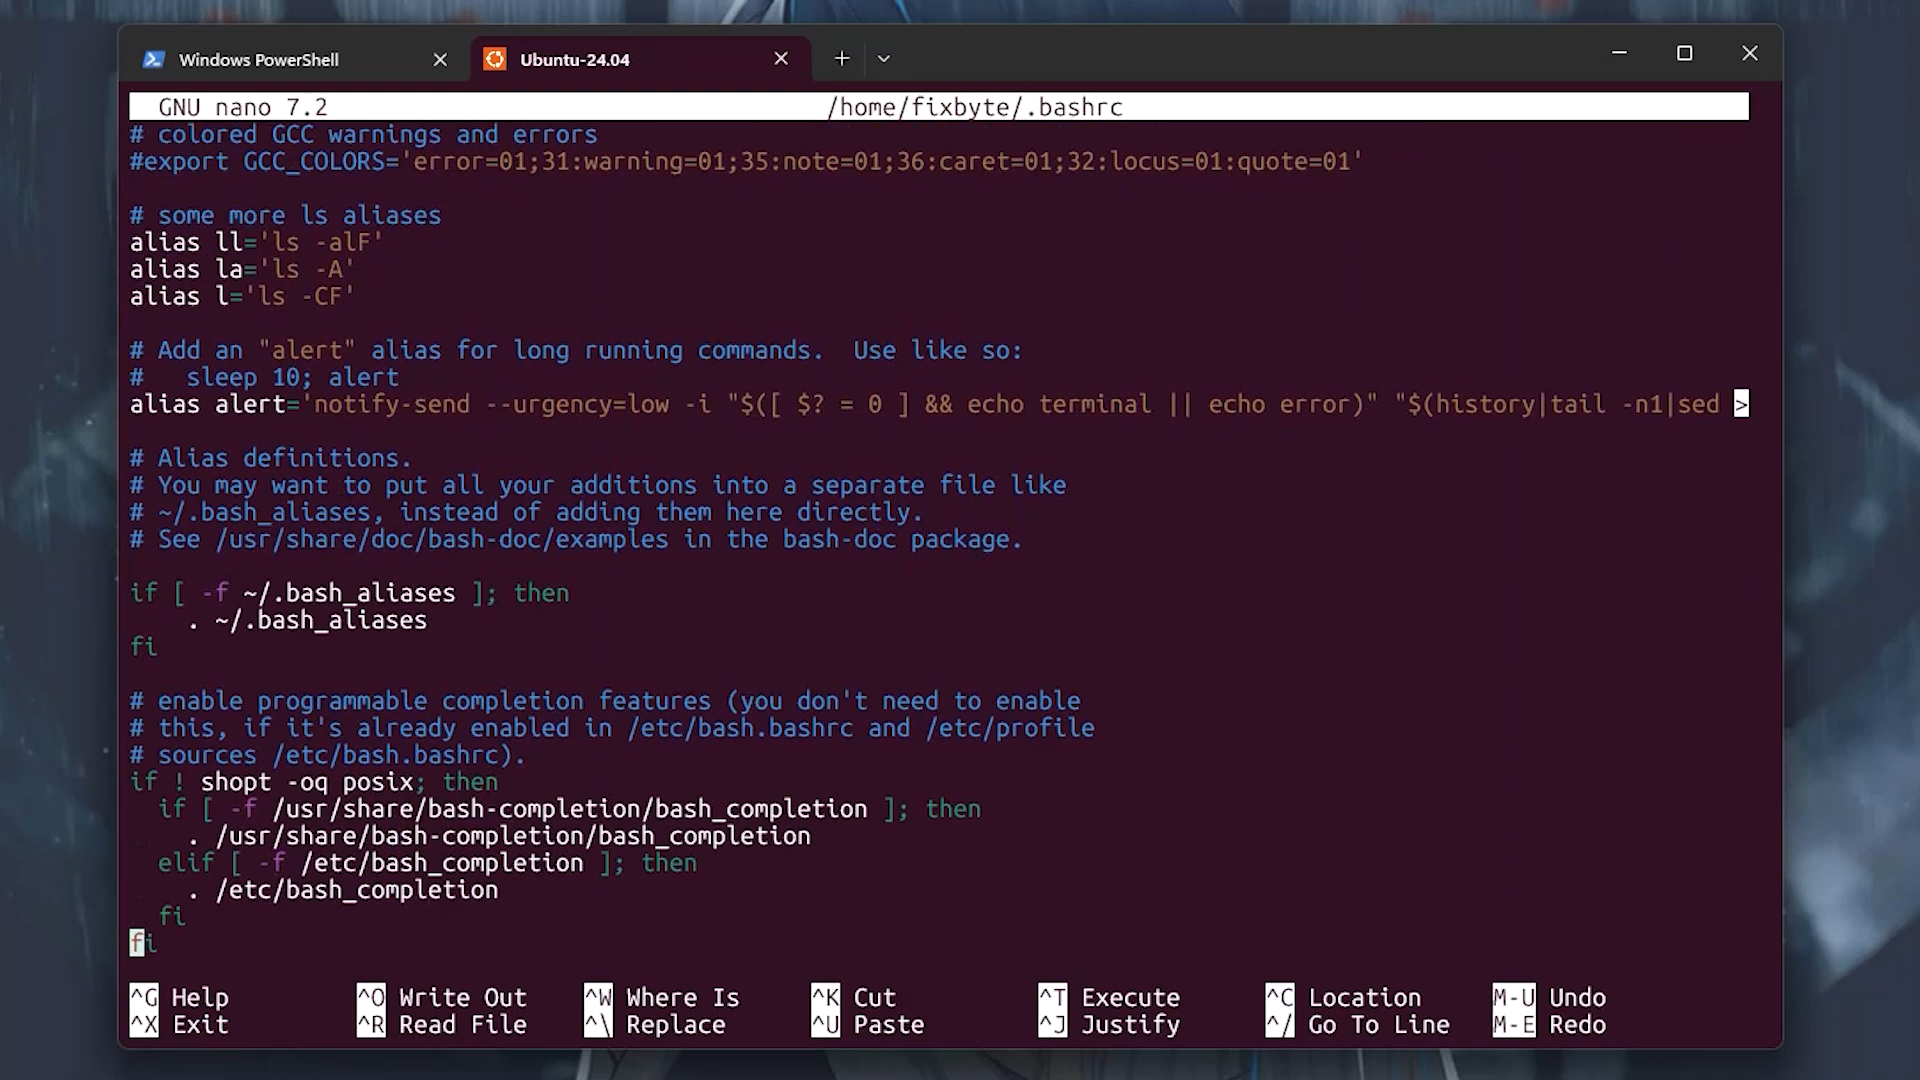 Windows PowerShell
Ubuntu-24.04
GNU nano 7.2 /home/fixbyte/.bashrc
# colored GCC warnings and errors
#export GCC_COLORS='error=01;31:warning=01;35:note=01;36:caret=01;32:locus=01:quote=01'
# some more ls aliases
alias ll='ls -alF'
alias la='ls -A'
alias l='ls -CF'
# Add an "alert" alias for long running commands.  Use like so:
#   sleep 10; alert
alias alert='notify-send --urgency=low -i "$([ $? = 0 ] && echo terminal || echo error)" "$(history|tail -n1|sed >
# Alias definitions.
# You may want to put all your additions into a separate file like
# ~/.bash_aliases, instead of adding them here directly.
# See /usr/share/doc/bash-doc/examples in the bash-doc package.
if [ -f ~/.bash_aliases ]; then
    . ~/.bash_aliases
fi
# enable programmable completion features (you don't need to enable
# this, if it's already enabled in /etc/bash.bashrc and /etc/profile
# sources /etc/bash.bashrc).
if ! shopt -oq posix; then
  if [ -f /usr/share/bash-completion/bash_completion ]; then
    . /usr/share/bash-completion/bash_completion
  elif [ -f /etc/bash_completion ]; then
    . /etc/bash_completion
  fi
fi
^G Help ^O Write Out ^W Where Is ^K Cut ^T Execute ^C Location M-U Undo
^X Exit ^R Read File ^\ Replace ^U Paste ^J Justify ^/ Go To Line M-E Redo